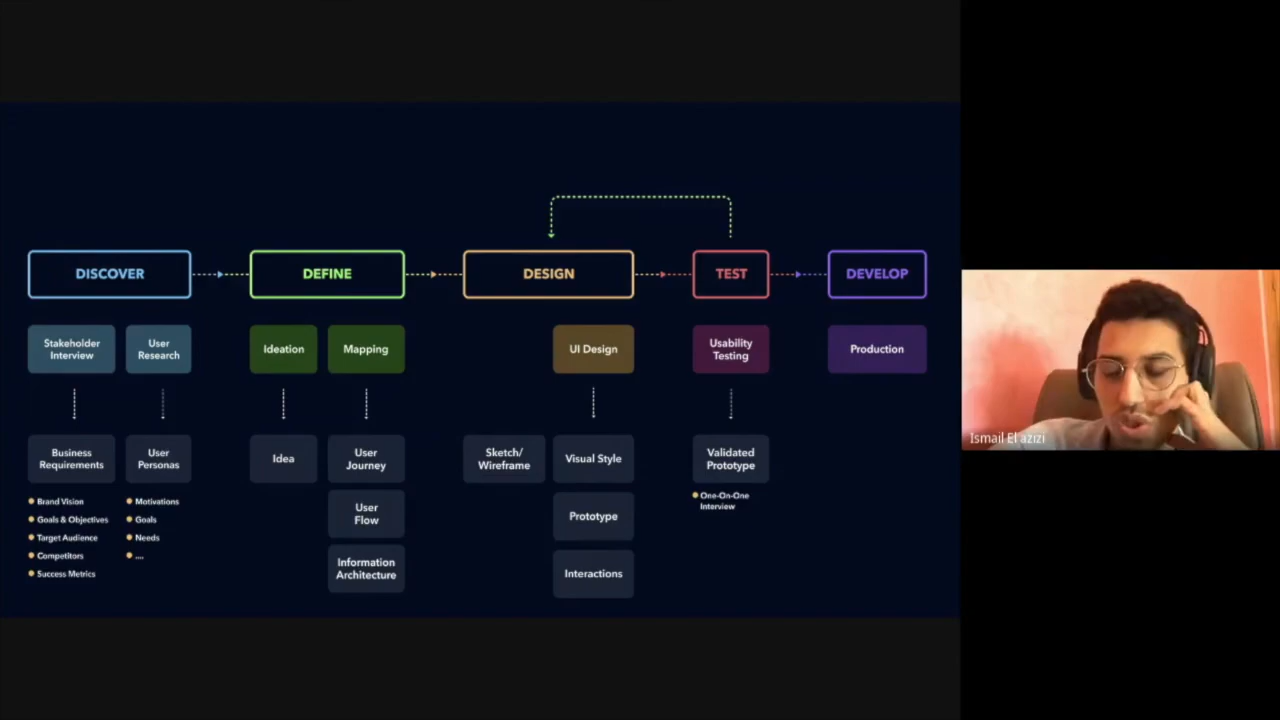 DISCOVER
DEFINE
DESIGN
TEST
DEVELOP
Stakeholder
Interview
User
Research
Ideation
Mapping
UI Design
Usability
Testing
Production
Business
Requirements
User
Personas
Idea
User
Journey
Sketch/
Wireframe
Visual Style
Validated
Prototype
Brand Vision
Goals & Objectives
Target Audience
Competitors
Success Metrics
Motivations
Goals
Needs
....
User
Flow
Information
Architecture
Prototype
Interactions
One-On-One
Interview
Ismail El azizi